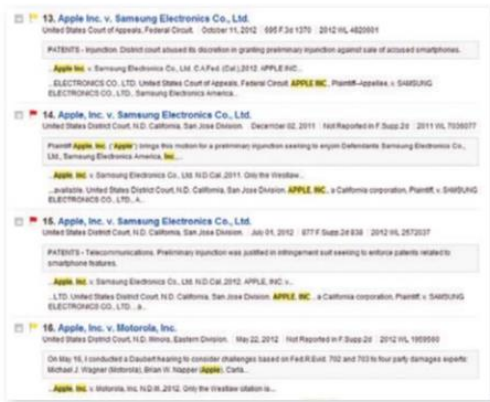 13. Apple Inc. v. Samsung Electronics Co., Ltd.
United States Court of Appeals, Federal Circuit. October 11, 2012 695 F.3d 1370 2012 WL 4820601
PATENTS - Injunction. District court abused its discretion in granting preliminary injunction against sale of accused smartphones.
...Apple Inc. v. Samsung Electronics Co., Ltd. C.A.Fed. (Cal.),2012. APPLE INC...
...ELECTRONICS CO., LTD. United States Court of Appeals, Federal Circuit. APPLE INC., Plaintiff–Appellee, v. SAMSUNG
ELECTRONICS CO., LTD., Samsung Electronics America...
14. Apple, Inc. v. Samsung Electronics Co., Ltd.
United States District Court, N.D. California, San Jose Division. December 02, 2011 Not Reported in F.Supp.2d 2011 WL 7036077
Plaintiff Apple, Inc. ("Apple") brings this motion for a preliminary injunction seeking to enjoin Defendants Samsung Electronics Co.,
Ltd., Samsung Electronics America, Inc....
...Apple, Inc. v. Samsung Electronics Co., Ltd. N.D.Cal.,2011. Only the Westlaw...
...available. United States District Court, N.D. California, San Jose Division. APPLE, INC., a California corporation, Plaintiff, v. SAMSUNG
ELECTRONICS CO., LTD., A...
15. Apple, Inc. v. Samsung Electronics Co., Ltd.
United States District Court, N.D. California, San Jose Division. July 01, 2012 877 F.Supp.2d 838 2012 WL 2572037
PATENTS - Telecommunications. Preliminary injunction was justified in infringement suit seeking to enforce patents related to
smartphone features.
...Apple, Inc. v. Samsung Electronics Co., Ltd. N.D.Cal.,2012. APPLE, INC. v...
...LTD. United States District Court, N.D. California, San Jose Division. APPLE, INC., a California corporation, Plaintiff, v. SAMSUNG
ELECTRONICS CO., LTD., a...
16. Apple, Inc. v. Motorola, Inc.
United States District Court, N.D. Illinois, Eastern Division. May 22, 2012 Not Reported in F.Supp.2d 2012 WL 1959560
On May 16, I conducted a Daubert hearing to consider challenges based on Fed.R.Evid. 702 and 703 to four party damages experts:
Michael J. Wagner (Motorola), Brian W. Napper (Apple), Carla...
...Apple, Inc. v. Motorola, Inc. N.D.Ill.,2012. Only the Westlaw citation is...